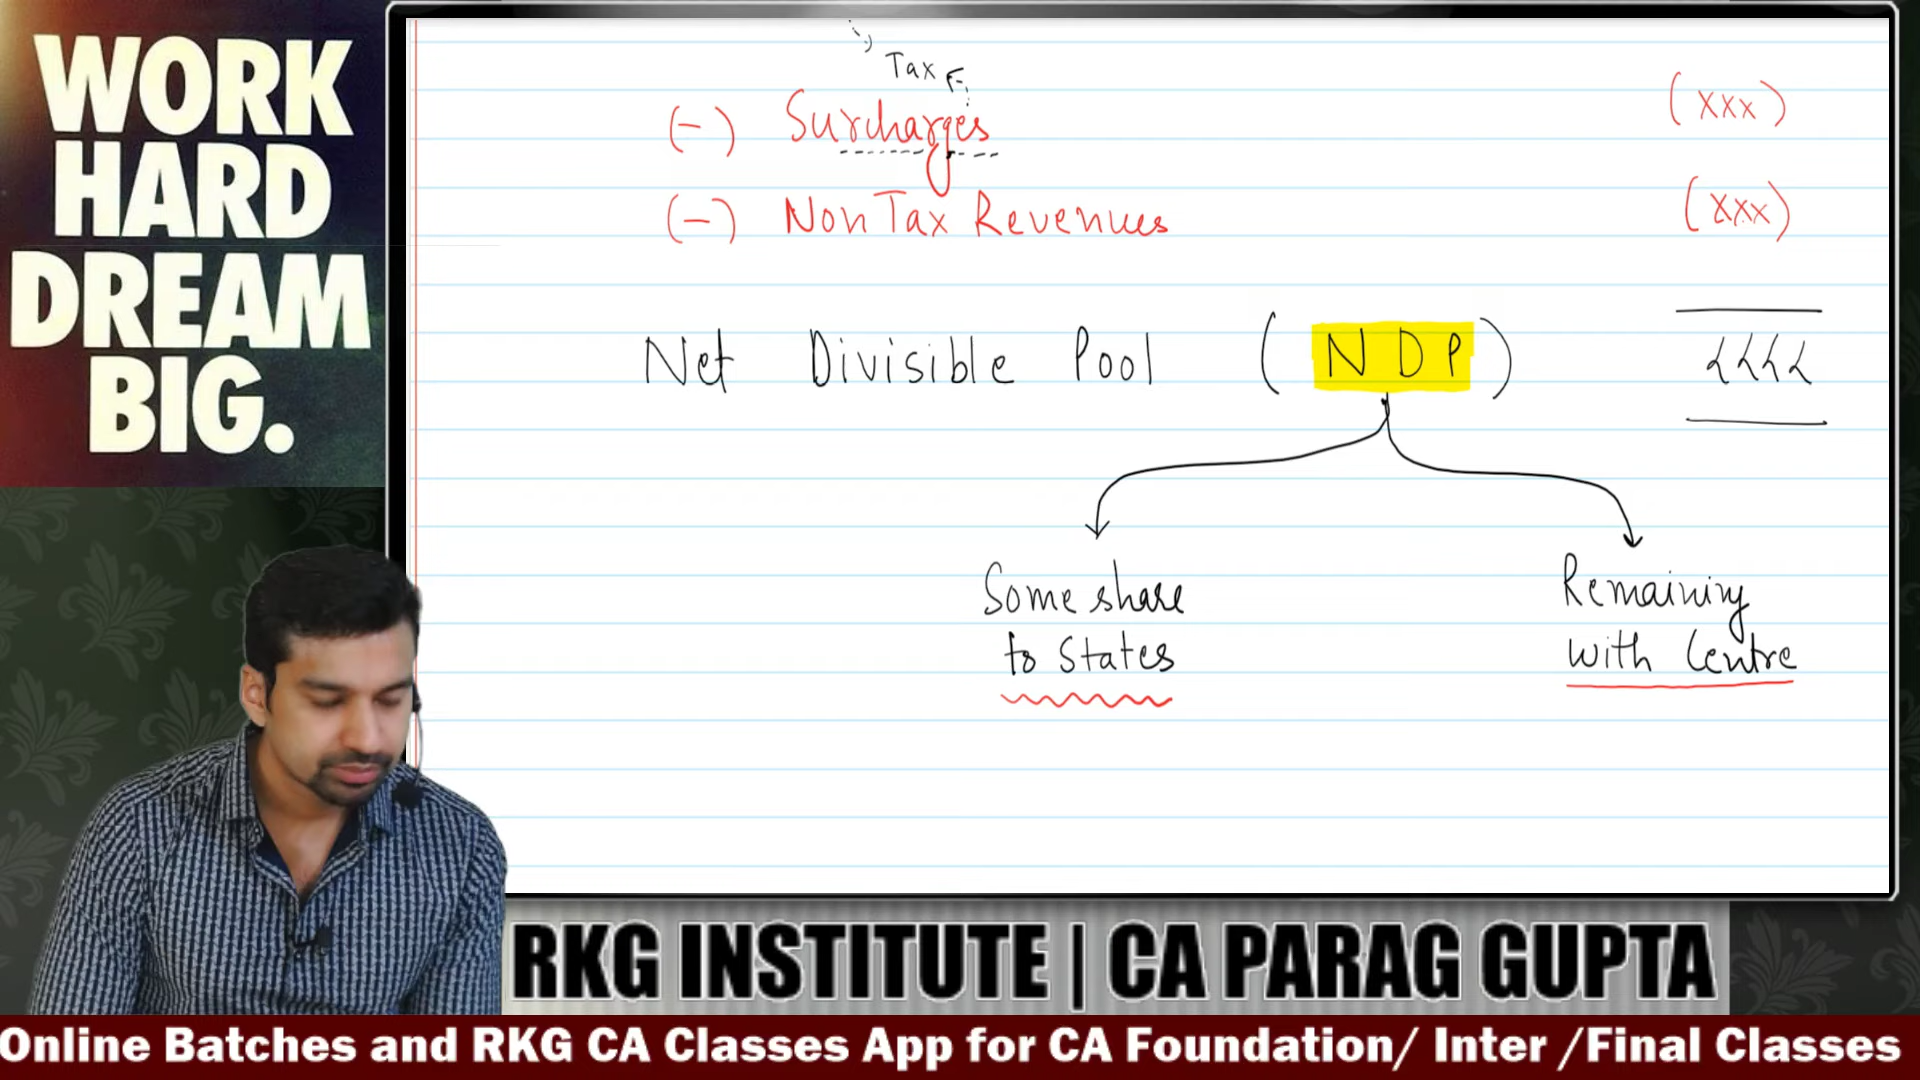 WORK
HARD
DREAM
BIG.
Tax
(-) Surcharges (xxx)
(-) Non Tax Revenues (xxx)
Net Divisible Pool (NDP)
Some share
to States
Remaining
with Centre
RKG INSTITUTE | CA PARAG GUPTA
Online Batches and RKG CA Classes App for CA Foundation/ Inter /Final Classes